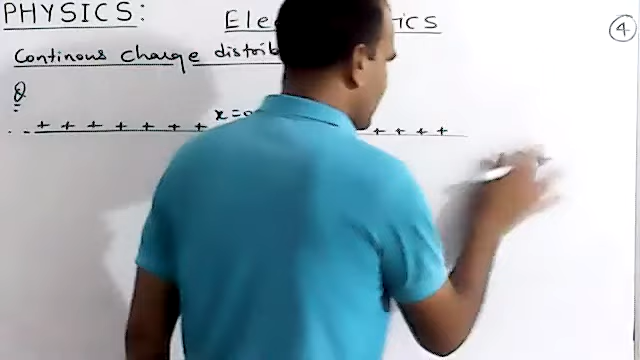 PHYSICS:
4
Continous charge
Q
.. + + + + + + + x= + + + +